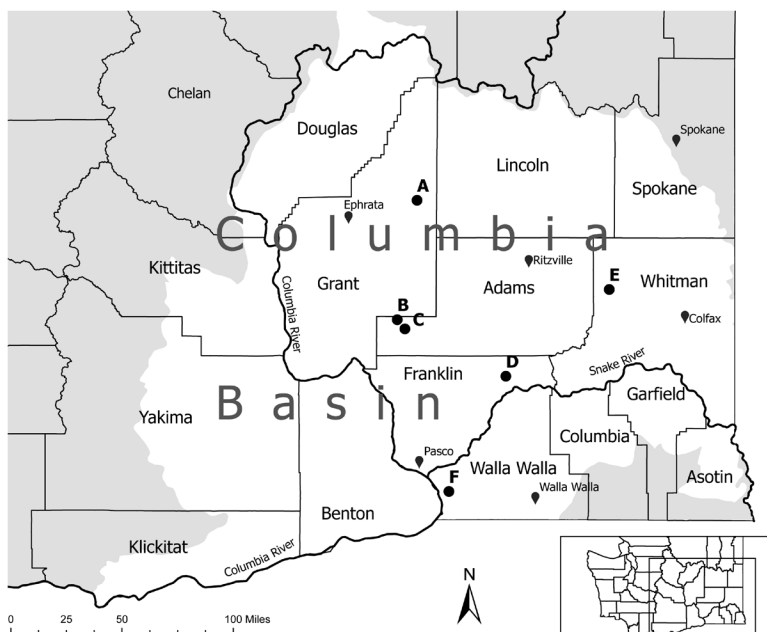 Chelan
Douglas
Lincoln
Spokane
Spokane
A
Ephrata
Columbia
Kittitas
Grant
Ritzville
Adams
E
Whitman
Columbia River
B
C
Colfax
Snake River
Franklin
D
Garfield
Basin
Yakima
Columbia
Pasco
Walla Walla
F
Walla Walla
Asotin
Benton
Klickitat
Columbia River
N
0 25 50 100 Miles